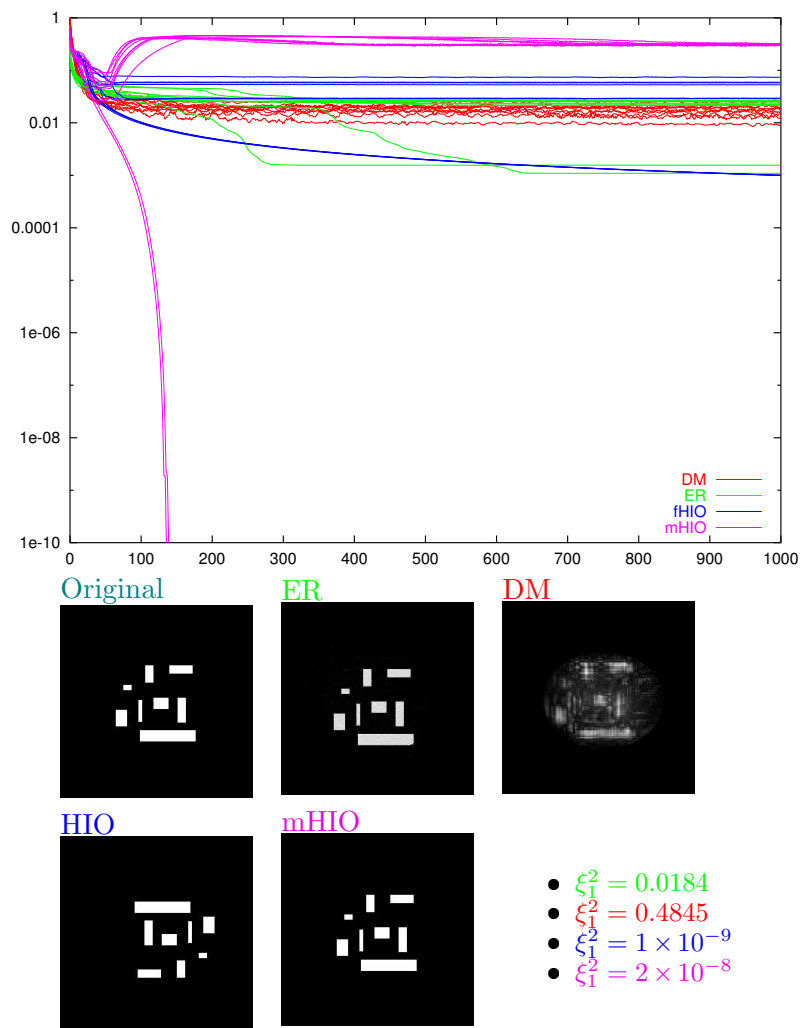 1
0.01
0.0001
1e-06
1e-08
1e-10
DM
ER
fHIO
mHIO
0 100 200 300 400 500 600 700 800 900 1000
Original ER DM
HIO mHIO
• ξ₁² = 0.0184
• ξ₁² = 0.4845
• ξ₁² = 1 × 10⁻⁹
• ξ₁² = 2 × 10⁻⁸